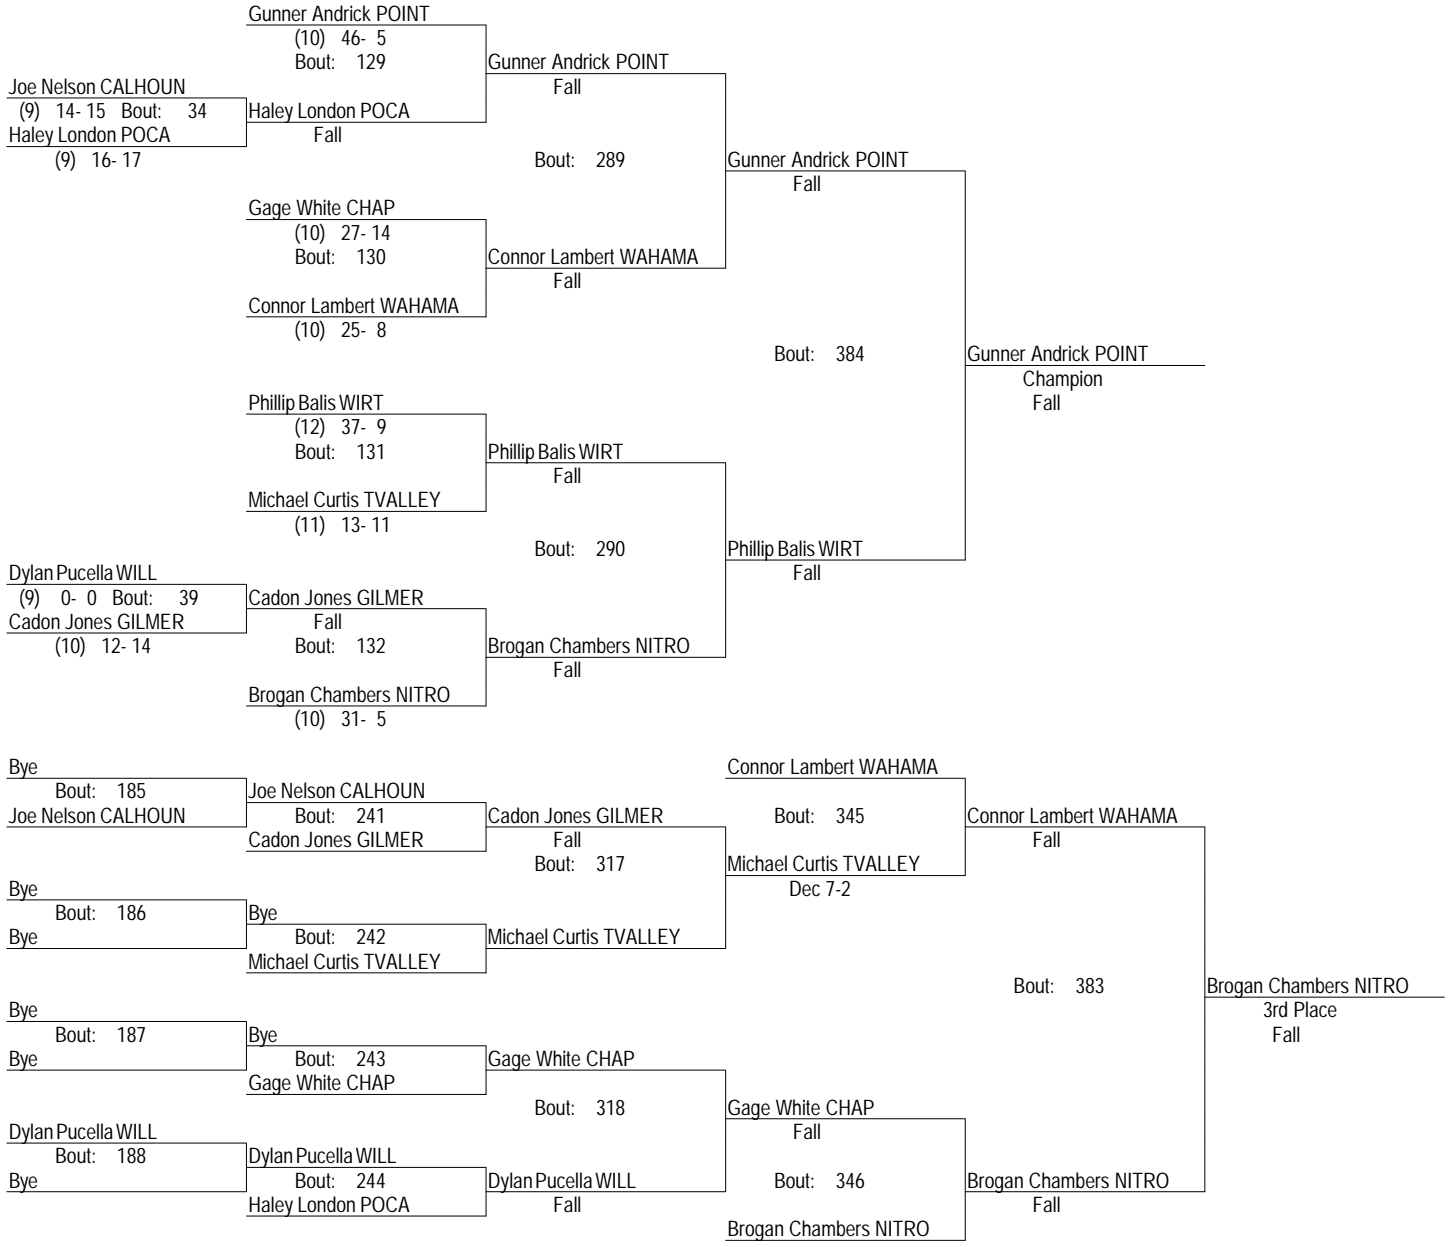 Gunner Andrick POINT
(10) 46- 5
Bout: 129
Gunner Andrick POINT
Fall
Joe Nelson CALHOUN
(9) 14- 15 Bout: 34
Haley London POCA
Fall
Haley London POCA
(9) 16- 17
Bout: 289
Gunner Andrick POINT
Fall
Gage White CHAP
(10) 27- 14
Bout: 130
Connor Lambert WAHAMA
Fall
Connor Lambert WAHAMA
(10) 25- 8
Bout: 384
Gunner Andrick POINT
Champion
Fall
Phillip Balis WIRT
(12) 37- 9
Bout: 131
Phillip Balis WIRT
Fall
Michael Curtis TVALLEY
(11) 13- 11
Bout: 290
Phillip Balis WIRT
Fall
Dylan Pucella WILL
(9) 0- 0 Bout: 39
Cadon Jones GILMER
Fall
Cadon Jones GILMER
(10) 12- 14
Bout: 132
Brogan Chambers NITRO
Fall
Brogan Chambers NITRO
(10) 31- 5
Bye
Bout: 185
Joe Nelson CALHOUN
Joe Nelson CALHOUN
Bout: 241
Cadon Jones GILMER
Cadon Jones GILMER
Fall
Bout: 317
Connor Lambert WAHAMA
Bout: 345
Connor Lambert WAHAMA
Fall
Michael Curtis TVALLEY
Dec 7-2
Bye
Bout: 186
Bye
Bye
Bout: 242
Michael Curtis TVALLEY
Michael Curtis TVALLEY
Bout: 383
Brogan Chambers NITRO
3rd Place
Fall
Bye
Bout: 187
Bye
Bye
Bout: 243
Gage White CHAP
Gage White CHAP
Bout: 318
Gage White CHAP
Fall
Dylan Pucella WILL
Bout: 188
Bye
Dylan Pucella WILL
Bout: 244
Haley London POCA
Dylan Pucella WILL
Fall
Bout: 346
Brogan Chambers NITRO
Fall
Brogan Chambers NITRO